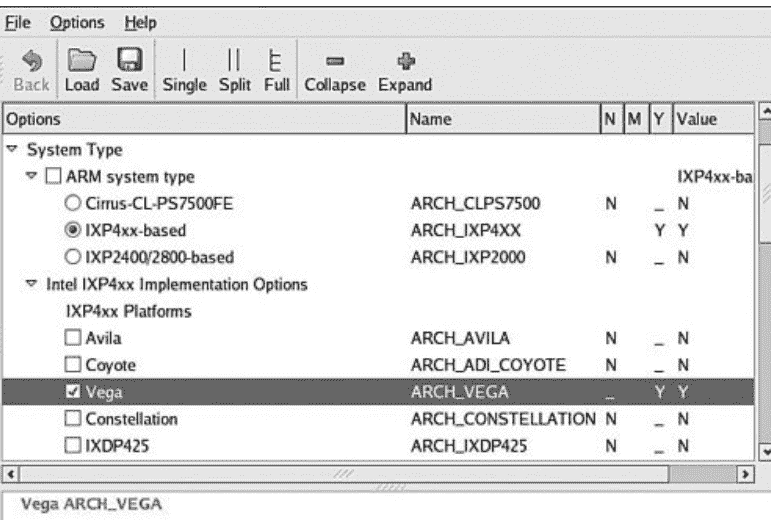 File Options Help
Back Load Save Single Split Full Collapse Expand
Options Name N M Y Value
System Type
ARM system type IXP4xx-ba
Cirrus-CL-PS7500FE ARCH_CLPS7500 N _ N
IXP4xx-based ARCH_IXP4XX Y Y
IXP2400/2800-based ARCH_IXP2000 N _ N
Intel IXP4xx Implementation Options
IXP4xx Platforms
Avila ARCH_AVILA N _ N
Coyote ARCH_ADI_COYOTE N _ N
Vega ARCH_VEGA _ Y Y
Constellation ARCH_CONSTELLATION N _ N
IXDP425 ARCH_IXDP425 N _ N
Vega ARCH_VEGA